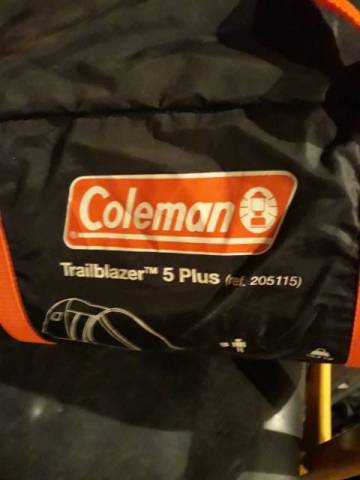 Coleman
Trailblazer™ 5 Plus (ref. 205115)